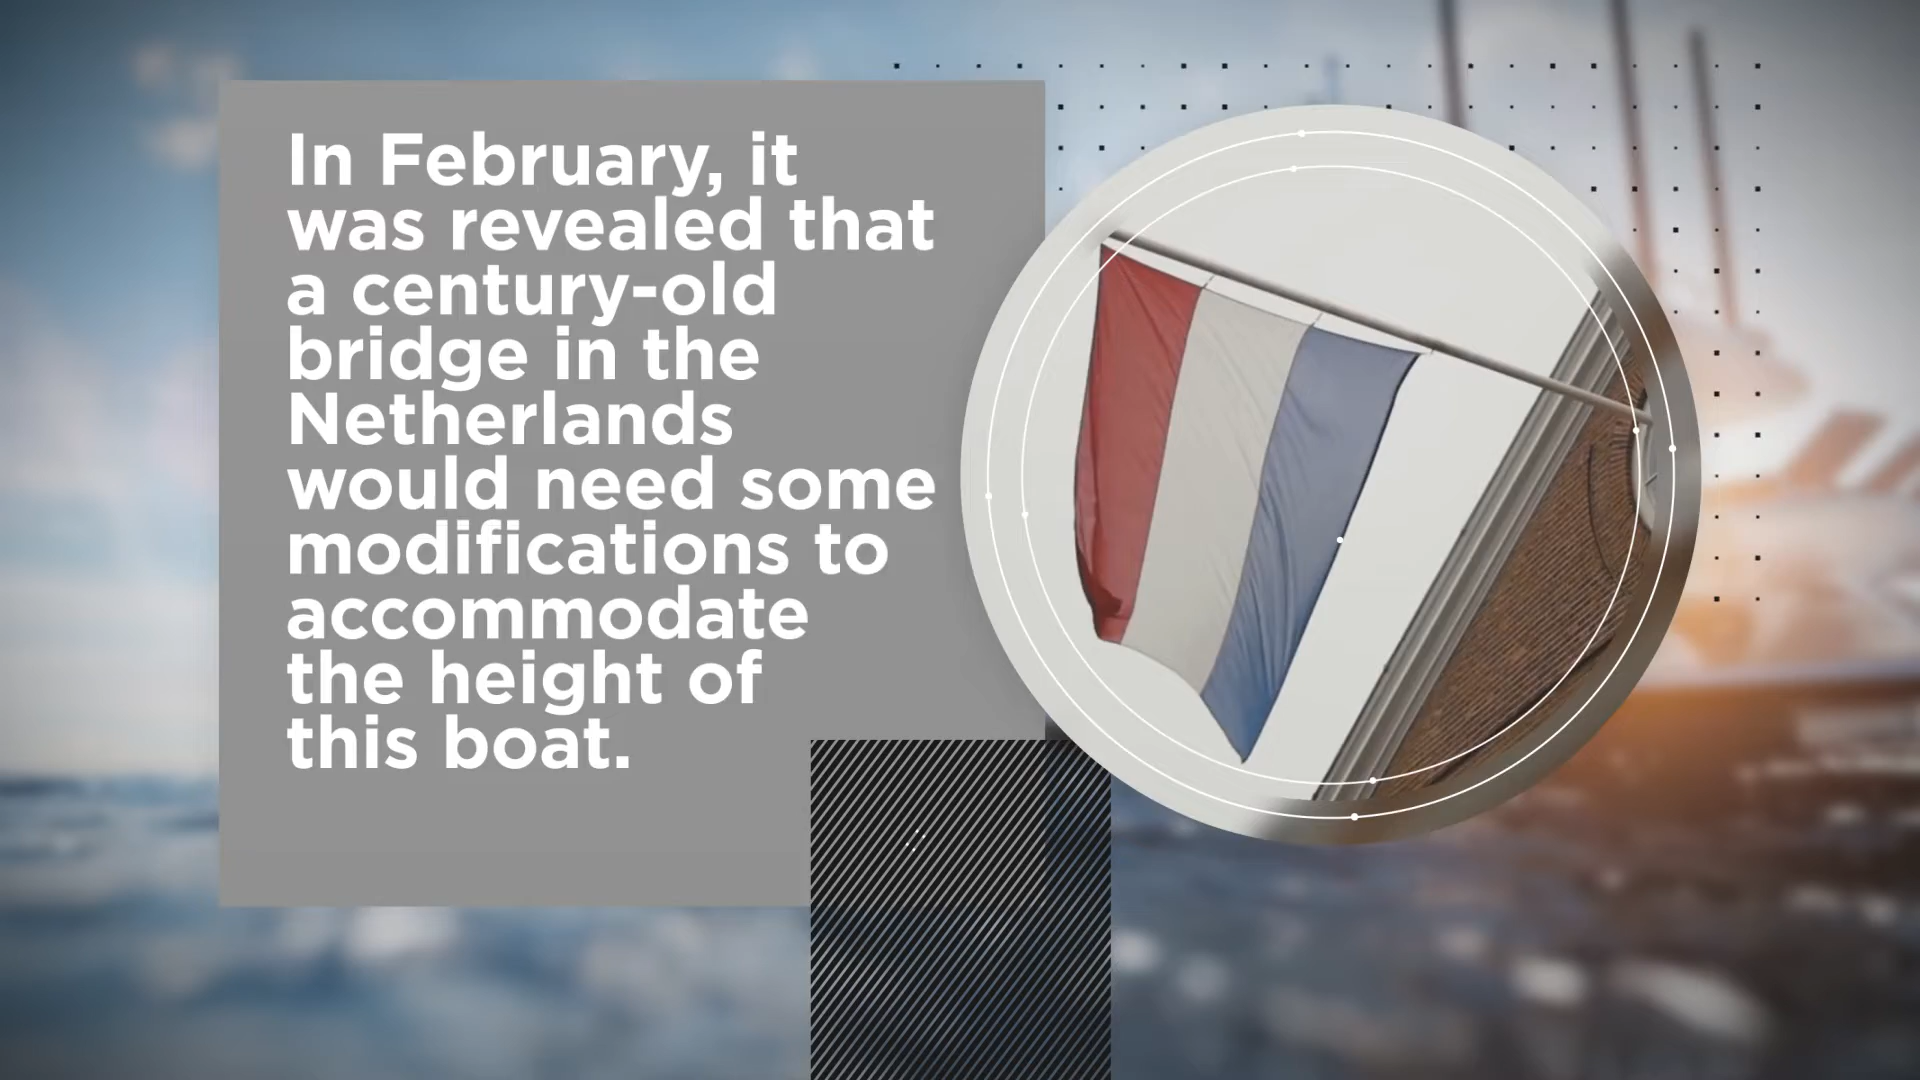 In February, it
was revealed that
a century-old
bridge in the
Netherlands
would need some
modifications to
accommodate
the height of
this boat.